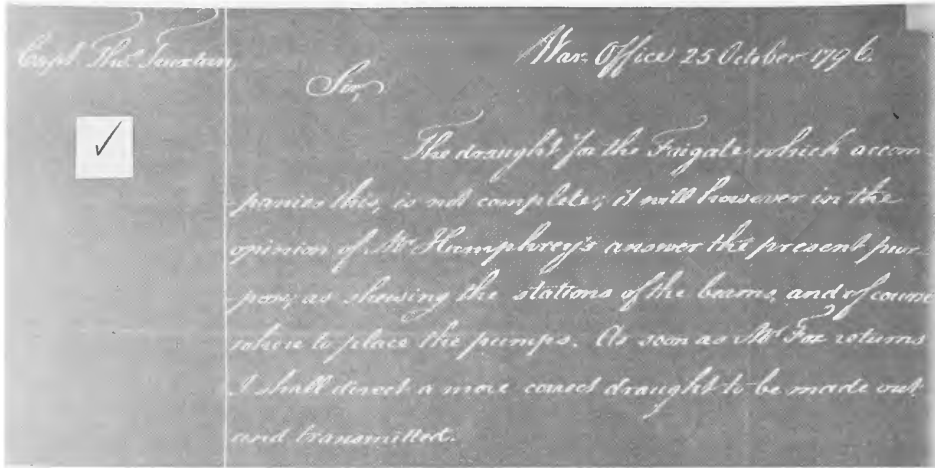 Capt. Tho.s Truxtun,
War Office 25 October 1796.
Sir,
The draught for the Frigate which accom-
panies this, is not complete; it will however in the
opinion of Mr Humphrey's answer the present pur-
pose, as shewing the stations of the beams, and of course
where to place the pumps. As soon as Mr Fox returns
I shall direct a more correct draught to be made out
and transmitted.